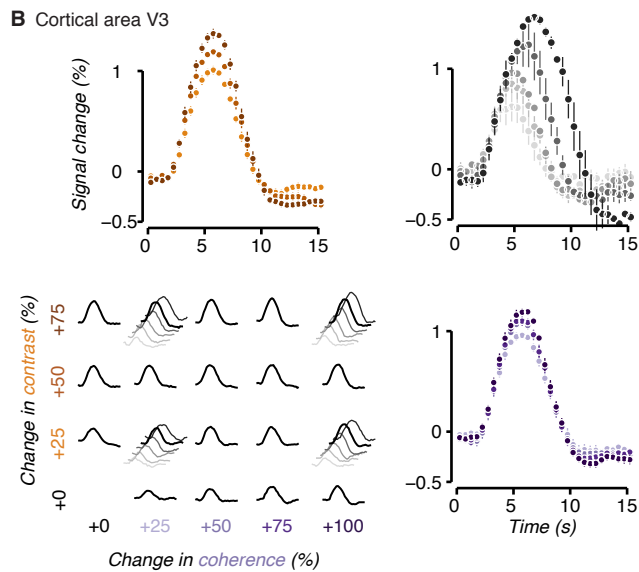 B Cortical area V3
Signal change (%)
1
0
−0.5
0 5 10 15
1
0
−0.5
0 5 10 15
Change in contrast (%)
+75
+50
+25
+0
+0 +25 +50 +75 +100
Change in coherence (%)
1
0
−0.5
0 5 10 15
Time (s)